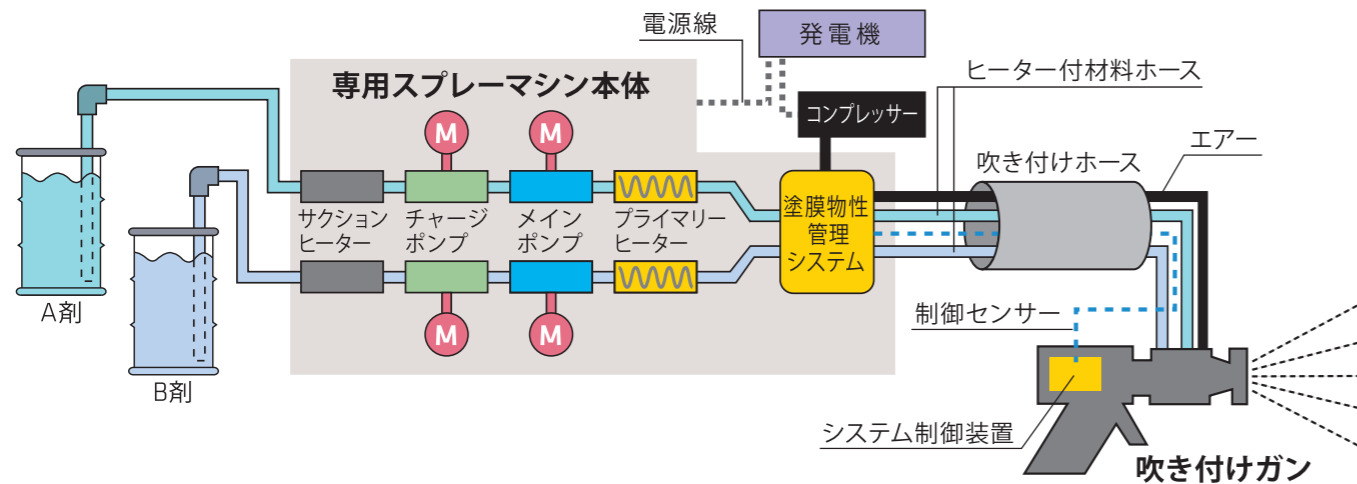 電源線
発電機
専用スプレーマシン本体
ヒーター付材料ホース
コンプレッサー
エアー
吹き付けホース
M
M
サクション
ヒーター
チャージ
ポンプ
メイン
ポンプ
プライマリー
ヒーター
塗膜物性
管理
システム
A剤
M
M
制御センサー
B剤
システム制御装置
吹き付けガン